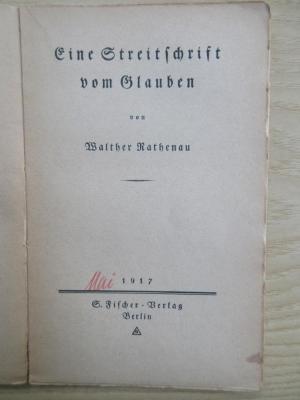 Eine Streitschrift
vom Glauben
von
Walther Rathenau
Mai 1917
S. Fischer-Verlag
Berlin